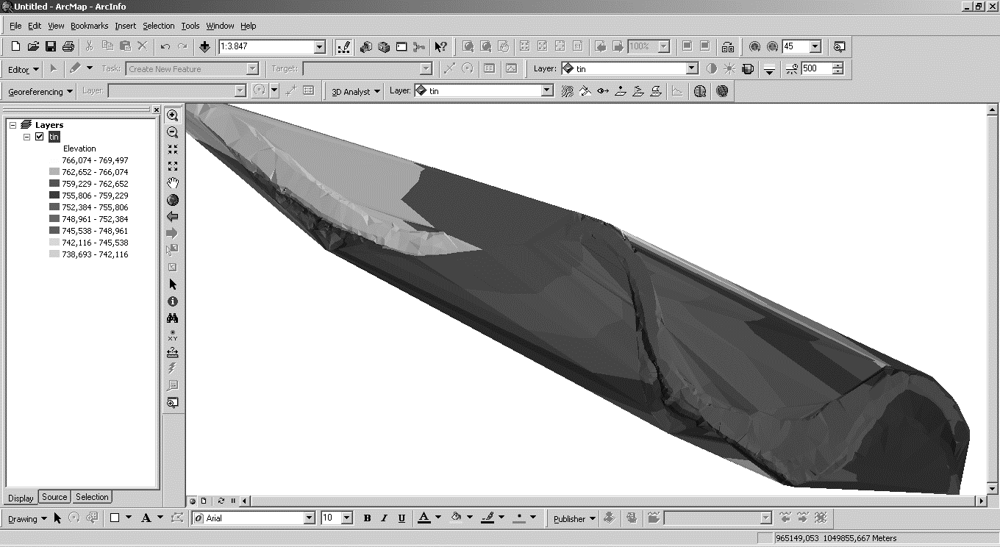 Untitled - ArcMap - ArcInfo
File Edit View Bookmarks Insert Selection Tools Window Help
1:3.847 100% 45
Editor Task: Create New Feature Target: Layer: tin 500
Georeferencing Layer: 3D Analyst Layer: tin
Layers
tin
Elevation
766,074 - 769,497
762,652 - 766,074
759,229 - 762,652
755,806 - 759,229
752,384 - 755,806
748,961 - 752,384
745,538 - 748,961
742,116 - 745,538
738,693 - 742,116
XY
Display Source Selection
Drawing A Arial 10 B I U A Publisher
965149,053 1049855,667 Meters